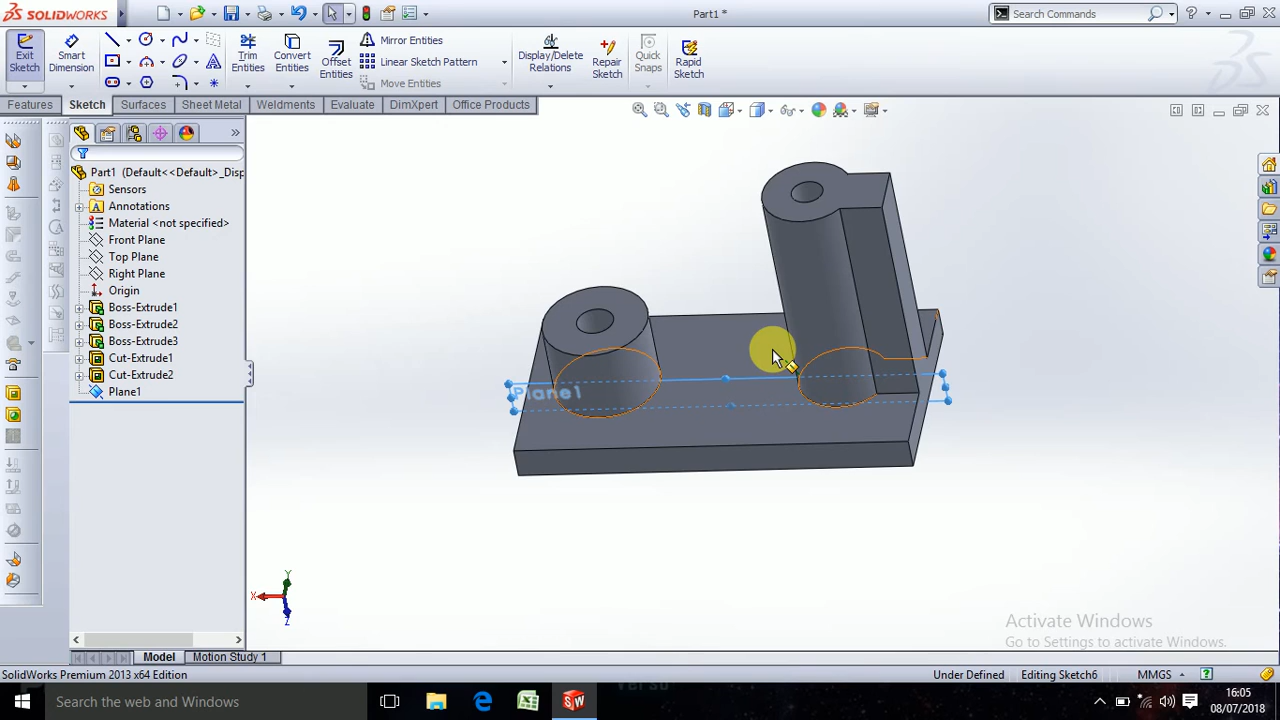 SOLIDWORKS
Part1 *
Search Commands
Exit Sketch
Smart Dimension
Trim Entities
Convert Entities
Offset Entities
Mirror Entities
Linear Sketch Pattern
Move Entities
Display/Delete Relations
Repair Sketch
Quick Snaps
Rapid Sketch
Features
Sketch
Surfaces
Sheet Metal
Weldments
Evaluate
DimXpert
Office Products
Part1 (Default<<Default>_Disp
Sensors
Annotations
Material <not specified>
Front Plane
Top Plane
Right Plane
Origin
Boss-Extrude1
Boss-Extrude2
Boss-Extrude3
Cut-Extrude1
Cut-Extrude2
Plane1
Plane1
Y
X
Z
Activate Windows
Go to Settings to activate Windows.
Model
Motion Study 1
SolidWorks Premium 2013 x64 Edition
Under Defined
Editing Sketch6
MMGS
Search the web and Windows
16:05
08/07/2018